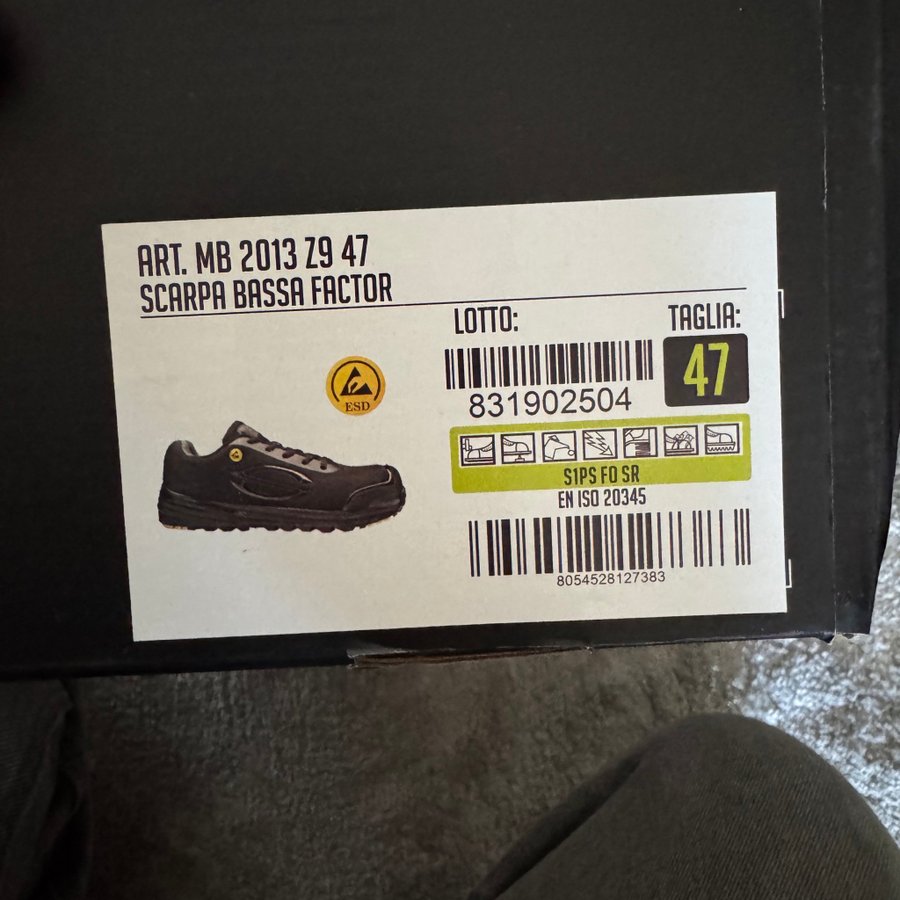 ART. MB 2013 Z9 47
SCARPA BASSA FACTOR
LOTTO:
TAGLIA:
47
831902504
ESD
S1PS FO SR
EN ISO 20345
8054528127383